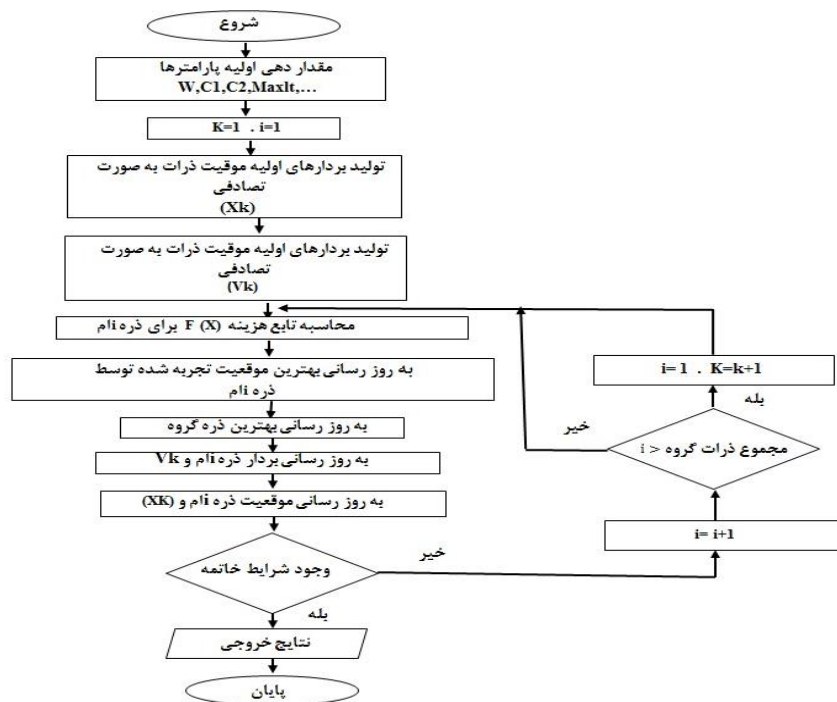 شروع
مقدار دهی اولیه پارامترها
W,C1,C2,MaxIt,…
K=1 . i=1
تولید بردارهای اولیه موقیت ذرات به صورت
تصادفی
(Xk)
تولید بردارهای اولیه موقیت ذرات به صورت
تصادفی
(Vk)
محاسبه تابع هزینه F (X) برای ذره iام
به روز رسانی بهترین موقعیت تجربه شده توسط
ذره iام
به روز رسانی بهترین ذره گروه
به روز رسانی بردار ذره iام و Vk
به روز رسانی موقعیت ذره iام و (XK)
وجود شرایط خاتمه
خیر
بله
نتایج خروجی
پایان
i= i+1
مجموع ذرات گروه < i
خیر
بله
i= 1 . K=k+1